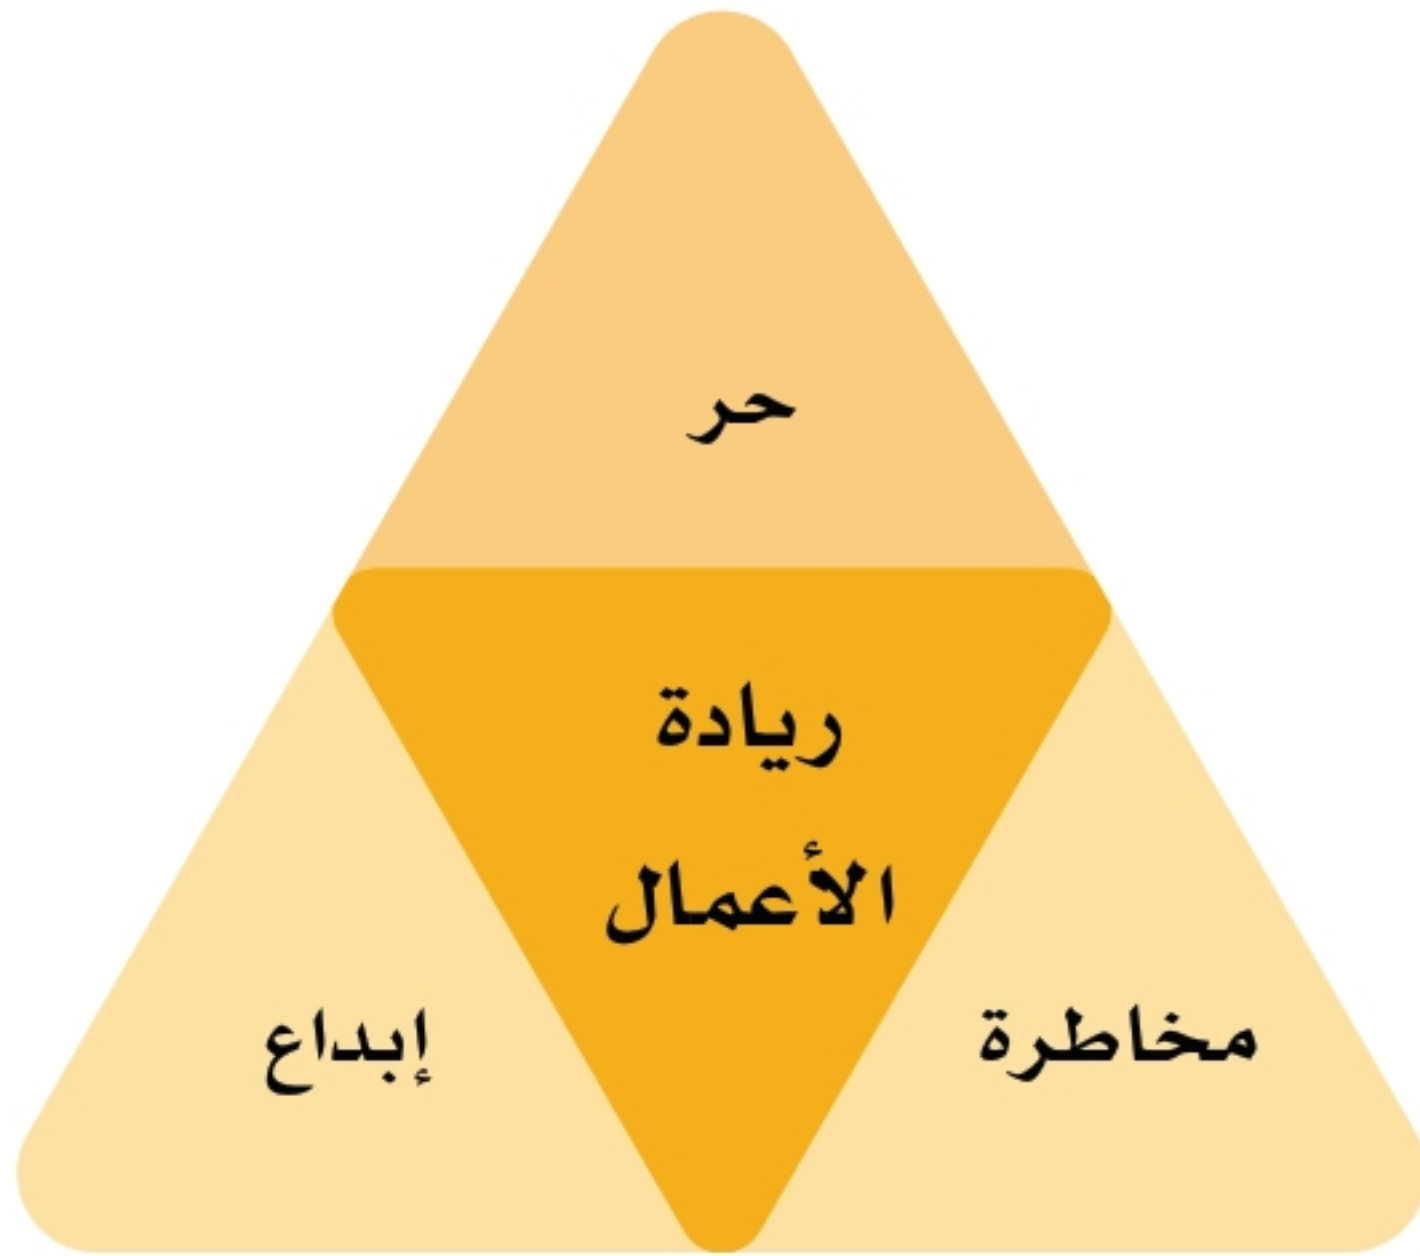 حر
ريادة
الأعمال
مخاطرة
إبداع